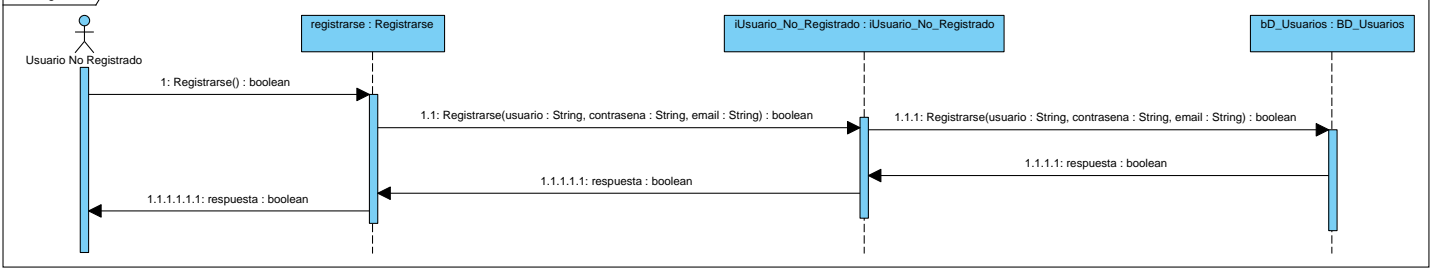 registrarse : Registrarse
iUsuario_No_Registrado : iUsuario_No_Registrado
bD_Usuarios : BD_Usuarios
Usuario No Registrado
1: Registrarse() : boolean
1.1: Registrarse(usuario : String, contrasena : String, email : String) : boolean
1.1.1: Registrarse(usuario : String, contrasena : String, email : String) : boolean
1.1.1.1: respuesta : boolean
1.1.1.1.1: respuesta : boolean
1.1.1.1.1.1: respuesta : boolean